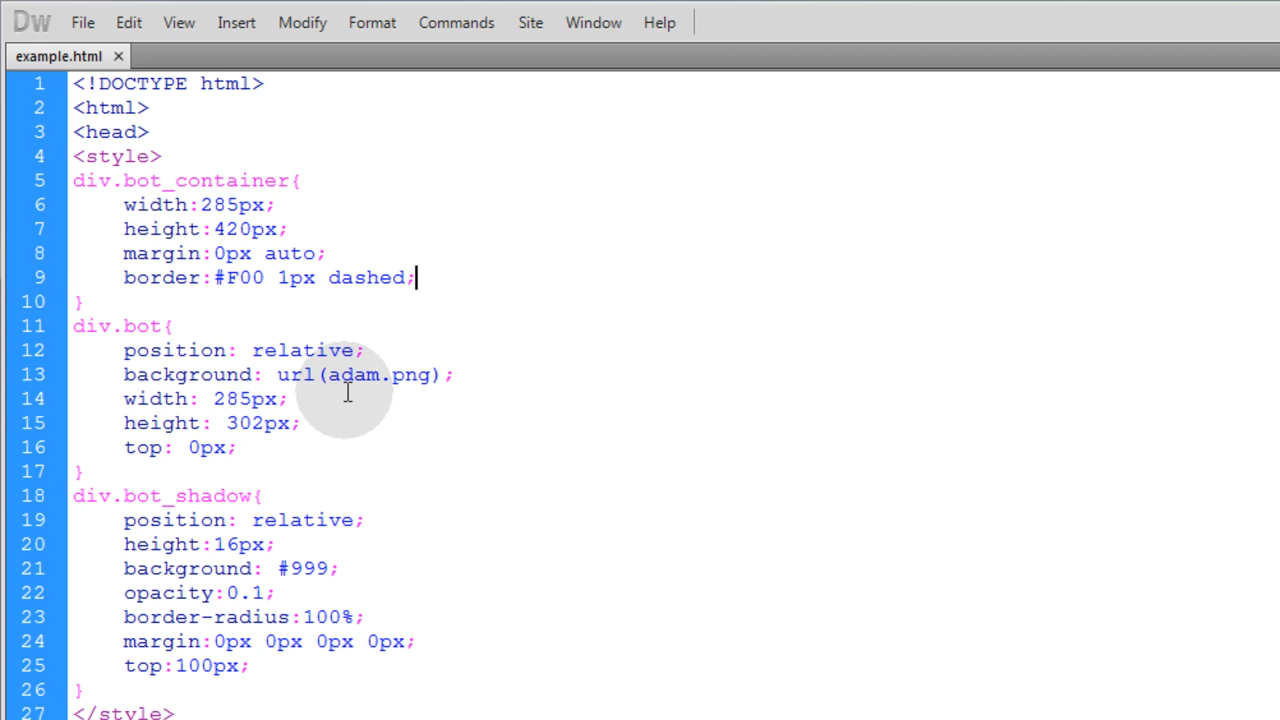 Dw File Edit View Insert Modify Format Commands Site Window Help
example.html ×
1 <!DOCTYPE html>
2 <html>
3 <head>
4 <style>
5 div.bot_container{
6 width:285px;
7 height:420px;
8 margin:0px auto;
9 border:#F00 1px dashed;
10 }
11 div.bot{
12 position: relative;
13 background: url(adam.png);
14 width: 285px;
15 height: 302px;
16 top: 0px;
17 }
18 div.bot_shadow{
19 position: relative;
20 height:16px;
21 background: #999;
22 opacity:0.1;
23 border-radius:100%;
24 margin:0px 0px 0px 0px;
25 top:100px;
26 }
27 </style>